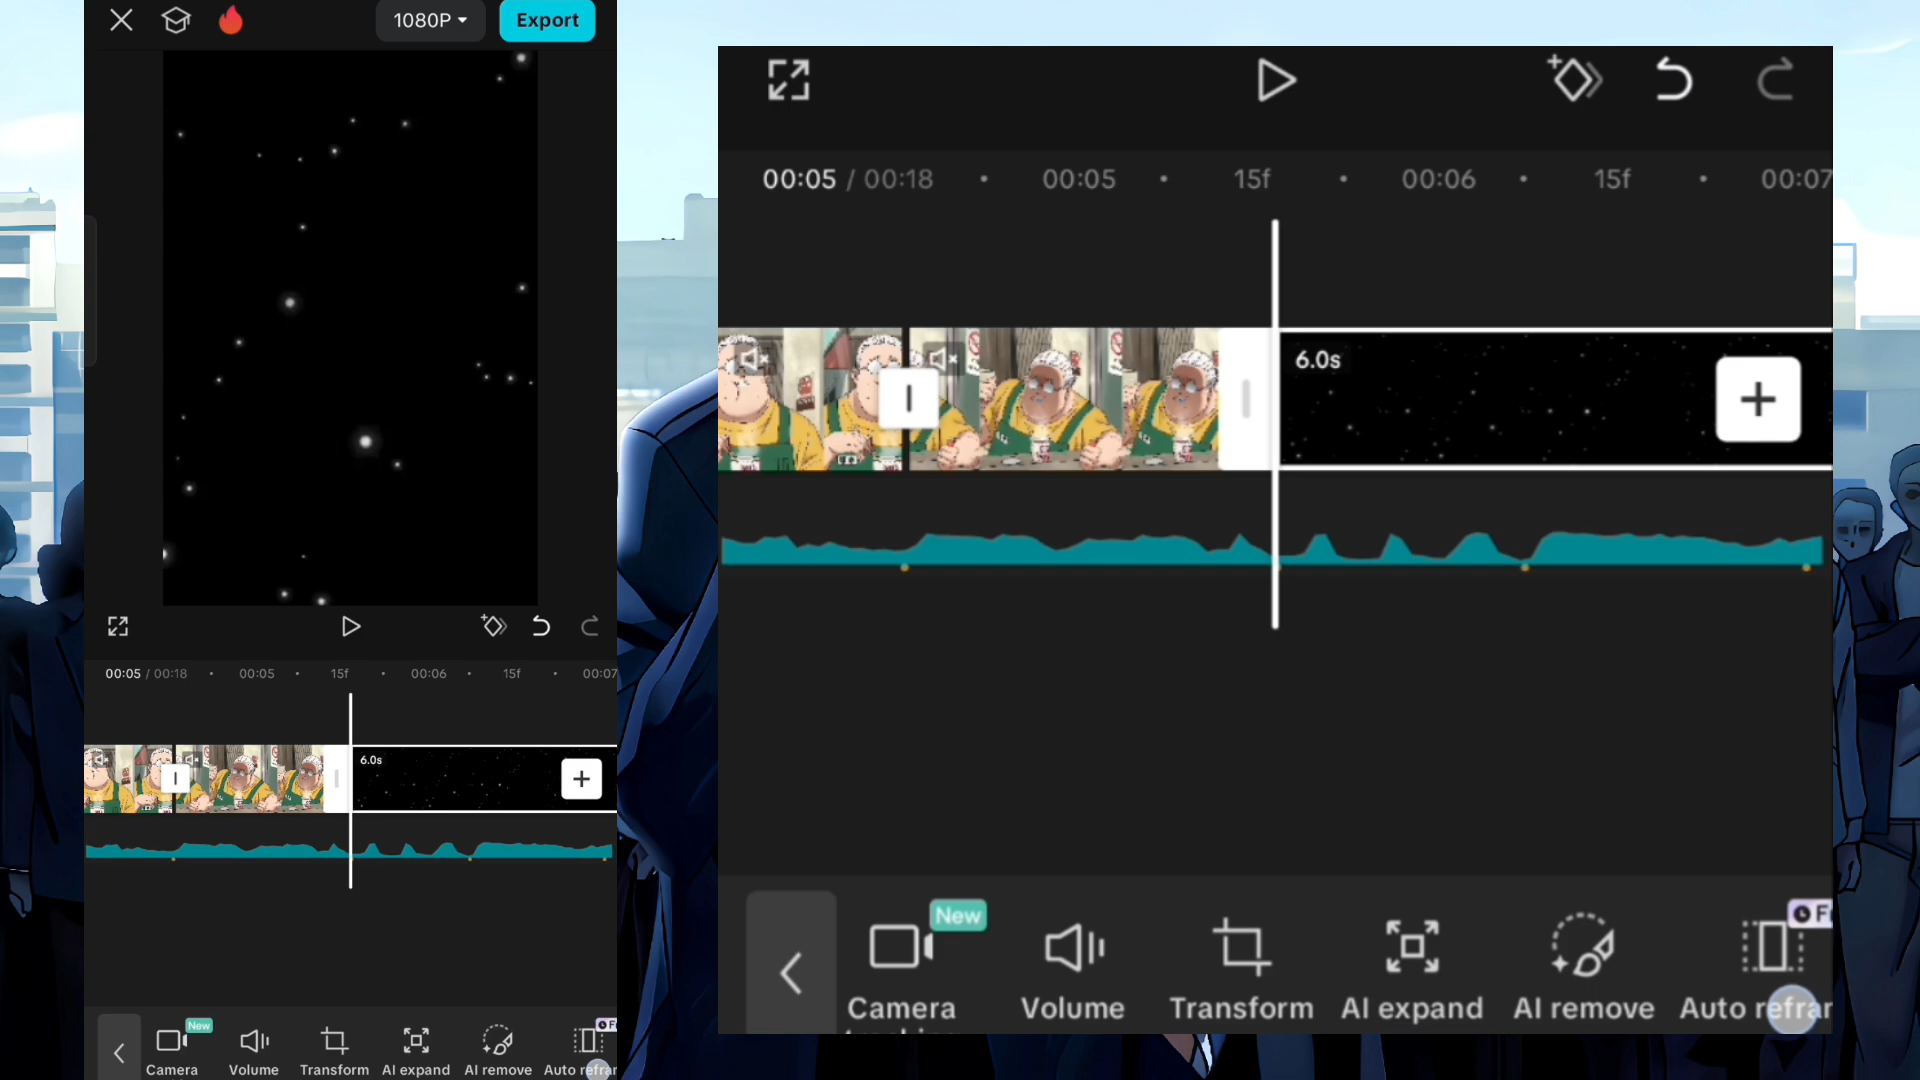 1080P
Export
00:05 / 00:18
00:05
15f
00:06
15f
00:07
6.0s
New
Camera
Volume
Transform
AI expand
AI remove
Auto refrar
00:05 / 00:18
00:05
15f
00:06
15f
00:07
6.0s
New
Camera
Volume
Transform
AI expand
AI remove
Auto refrar